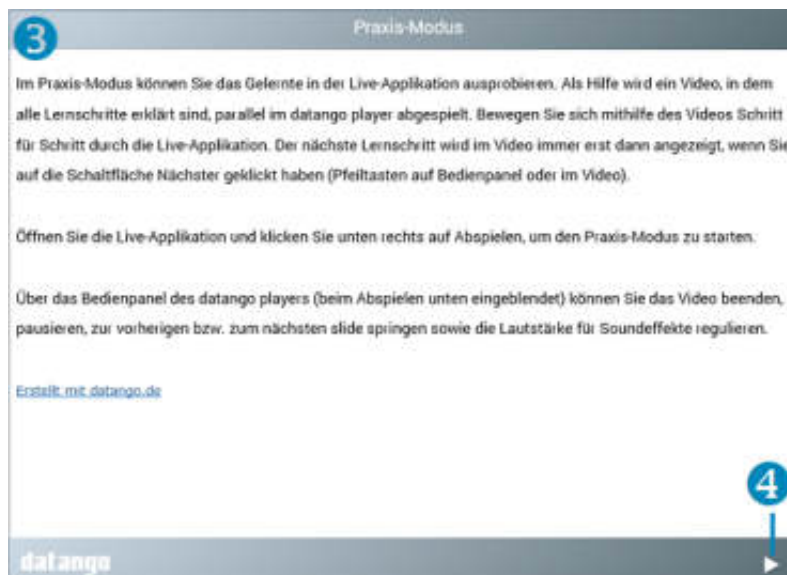 3
Praxis-Modus
Im Praxis-Modus können Sie das Gelernte in der Live-Applikation ausprobieren. Als Hilfe wird ein Video, in dem
alle Lernschritte erklärt sind, parallel im datango player abgespielt. Bewegen Sie sich mithilfe des Videos Schritt
für Schritt durch die Live-Applikation. Der nächste Lernschritt wird im Video immer erst dann angezeigt, wenn Sie
auf die Schaltfläche Nächster geklickt haben (Pfeiltasten auf Bedienpanel oder im Video).
Öffnen Sie die Live-Applikation und klicken Sie unten rechts auf Abspielen, um den Praxis-Modus zu starten.
Über das Bedienpanel des datango players (beim Abspielen unten eingeblendet) können Sie das Video beenden,
pausieren, zur vorherigen bzw. zum nächsten slide springen sowie die Lautstärke für Soundeffekte regulieren.
Erstellt mit datango.de
4
datango